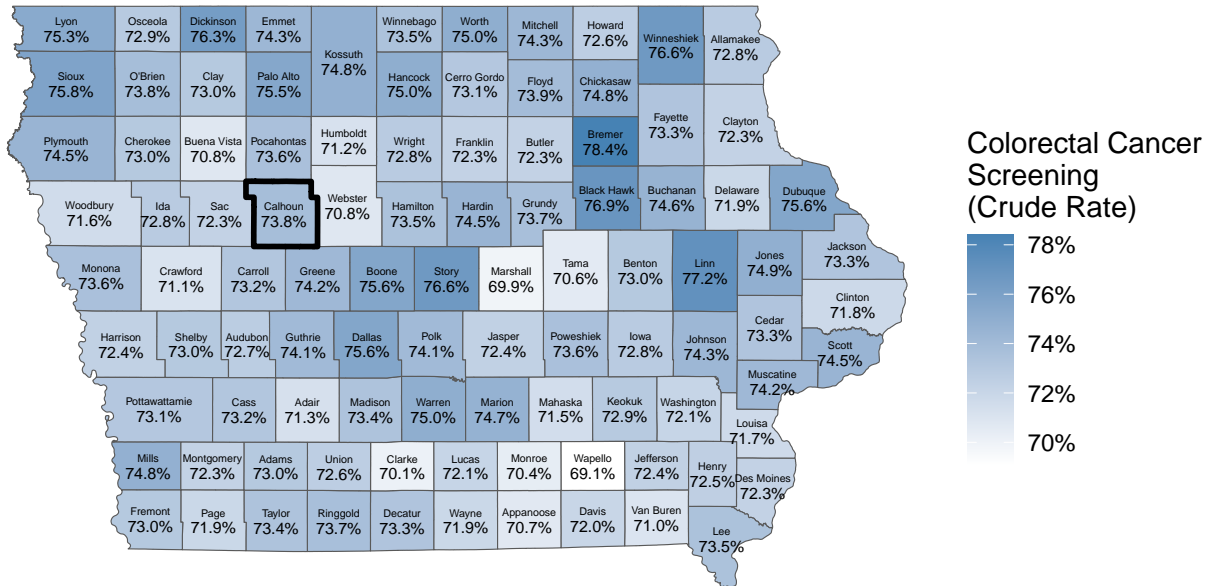 Lyon
75.3%
Osceola
72.9%
Dickinson
76.3%
Emmet
74.3%
Kossuth
74.8%
Winnebago
73.5%
Worth
75.0%
Mitchell
74.3%
Howard
72.6%
Winneshiek
76.6%
Allamakee
72.8%
Sioux
75.8%
O'Brien
73.8%
Clay
73.0%
Palo Alto
75.5%
Hancock
75.0%
Cerro Gordo
73.1%
Floyd
73.9%
Chickasaw
74.8%
Fayette
73.3%
Clayton
72.3%
Plymouth
74.5%
Cherokee
73.0%
Buena Vista
70.8%
Pocahontas
73.6%
Humboldt
71.2%
Wright
72.8%
Franklin
72.3%
Butler
72.3%
Bremer
78.4%
Woodbury
71.6%
Ida
72.8%
Sac
72.3%
Calhoun
73.8%
Webster
70.8%
Hamilton
73.5%
Hardin
74.5%
Grundy
73.7%
Black Hawk
76.9%
Buchanan
74.6%
Delaware
71.9%
Dubuque
75.6%
Monona
73.6%
Crawford
71.1%
Carroll
73.2%
Greene
74.2%
Boone
75.6%
Story
76.6%
Marshall
69.9%
Tama
70.6%
Benton
73.0%
Linn
77.2%
Jones
74.9%
Jackson
73.3%
Clinton
71.8%
Harrison
72.4%
Shelby
73.0%
Audubon
72.7%
Guthrie
74.1%
Dallas
75.6%
Polk
74.1%
Jasper
72.4%
Poweshiek
73.6%
Iowa
72.8%
Johnson
74.3%
Cedar
73.3%
Scott
74.5%
Muscatine
74.2%
Pottawattamie
73.1%
Cass
73.2%
Adair
71.3%
Madison
73.4%
Warren
75.0%
Marion
74.7%
Mahaska
71.5%
Keokuk
72.9%
Washington
72.1%
Louisa
71.7%
Mills
74.8%
Montgomery
72.3%
Adams
73.0%
Union
72.6%
Clarke
70.1%
Lucas
72.1%
Monroe
70.4%
Wapello
69.1%
Jefferson
72.4%
Henry
72.5%
Des Moines
72.3%
Fremont
73.0%
Page
71.9%
Taylor
73.4%
Ringgold
73.7%
Decatur
73.3%
Wayne
71.9%
Appanoose
70.7%
Davis
72.0%
Van Buren
71.0%
Lee
73.5%
Colorectal Cancer
Screening
(Crude Rate)
78%
76%
74%
72%
70%